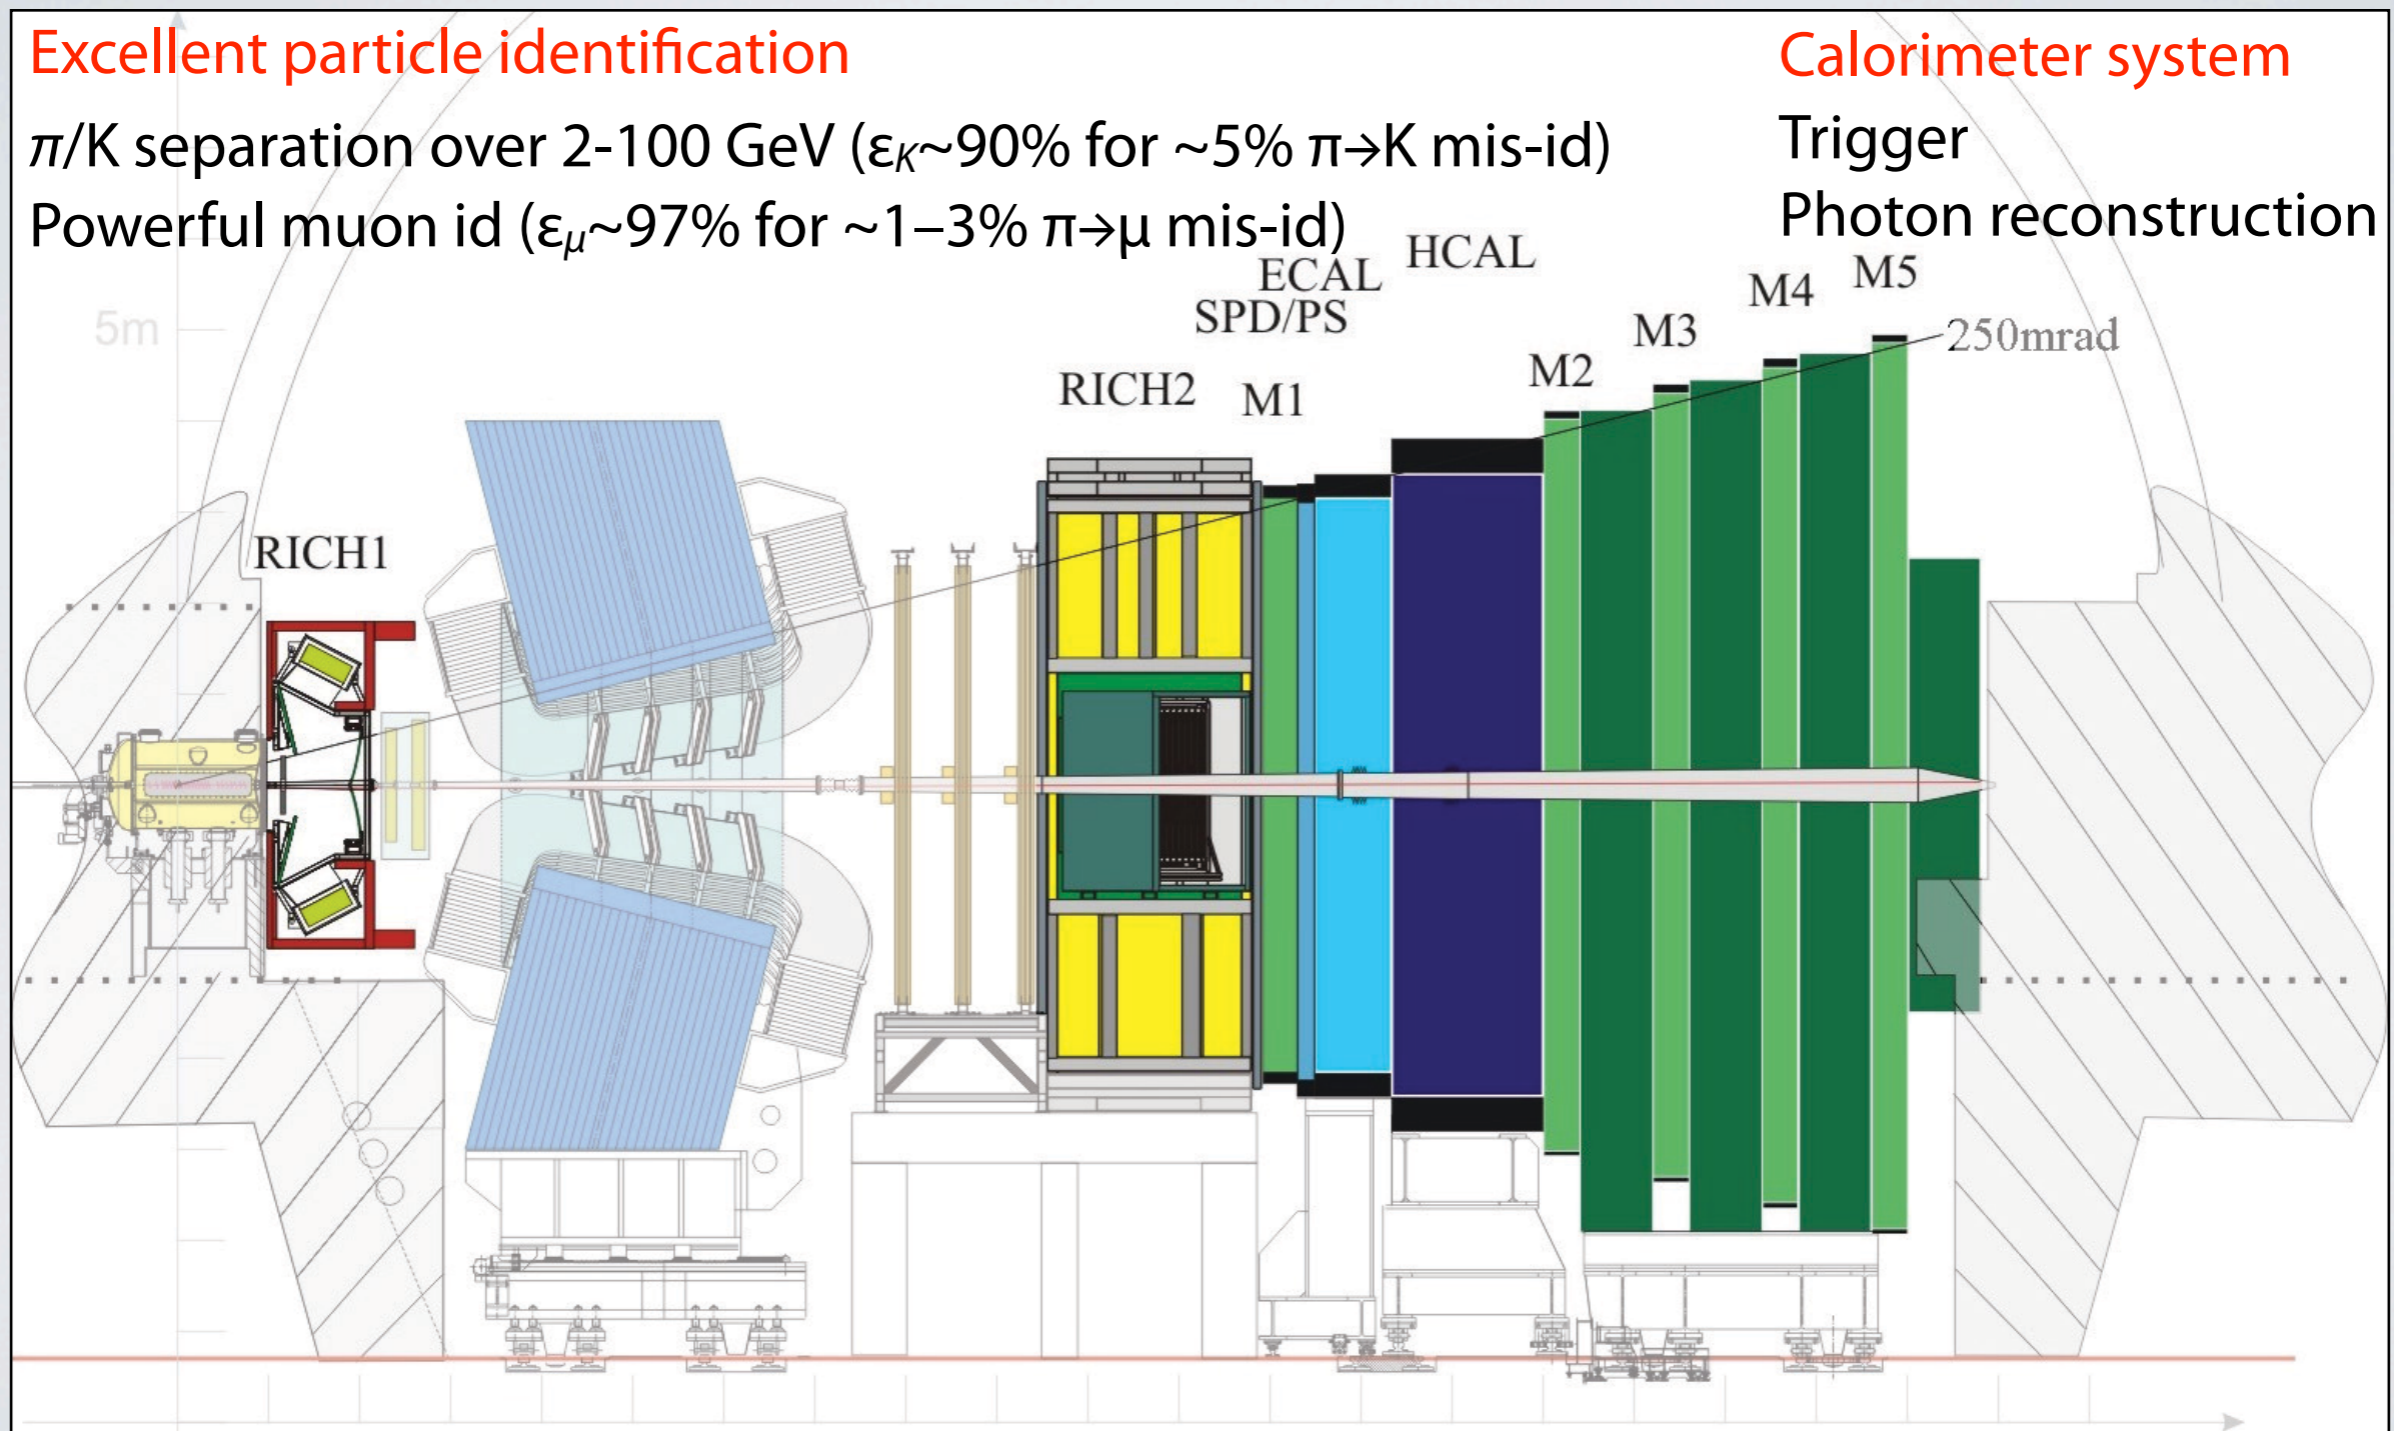 Excellent particle identification
π/K separation over 2-100 GeV (εK~90% for ~5% π→K mis-id)
Powerful muon id (εμ~97% for ~1–3% π→μ mis-id)
Calorimeter system
Trigger
Photon reconstruction
HCAL
ECAL
SPD/PS
M5
M4
M3
M2
250mrad
5m
RICH2
M1
RICH1